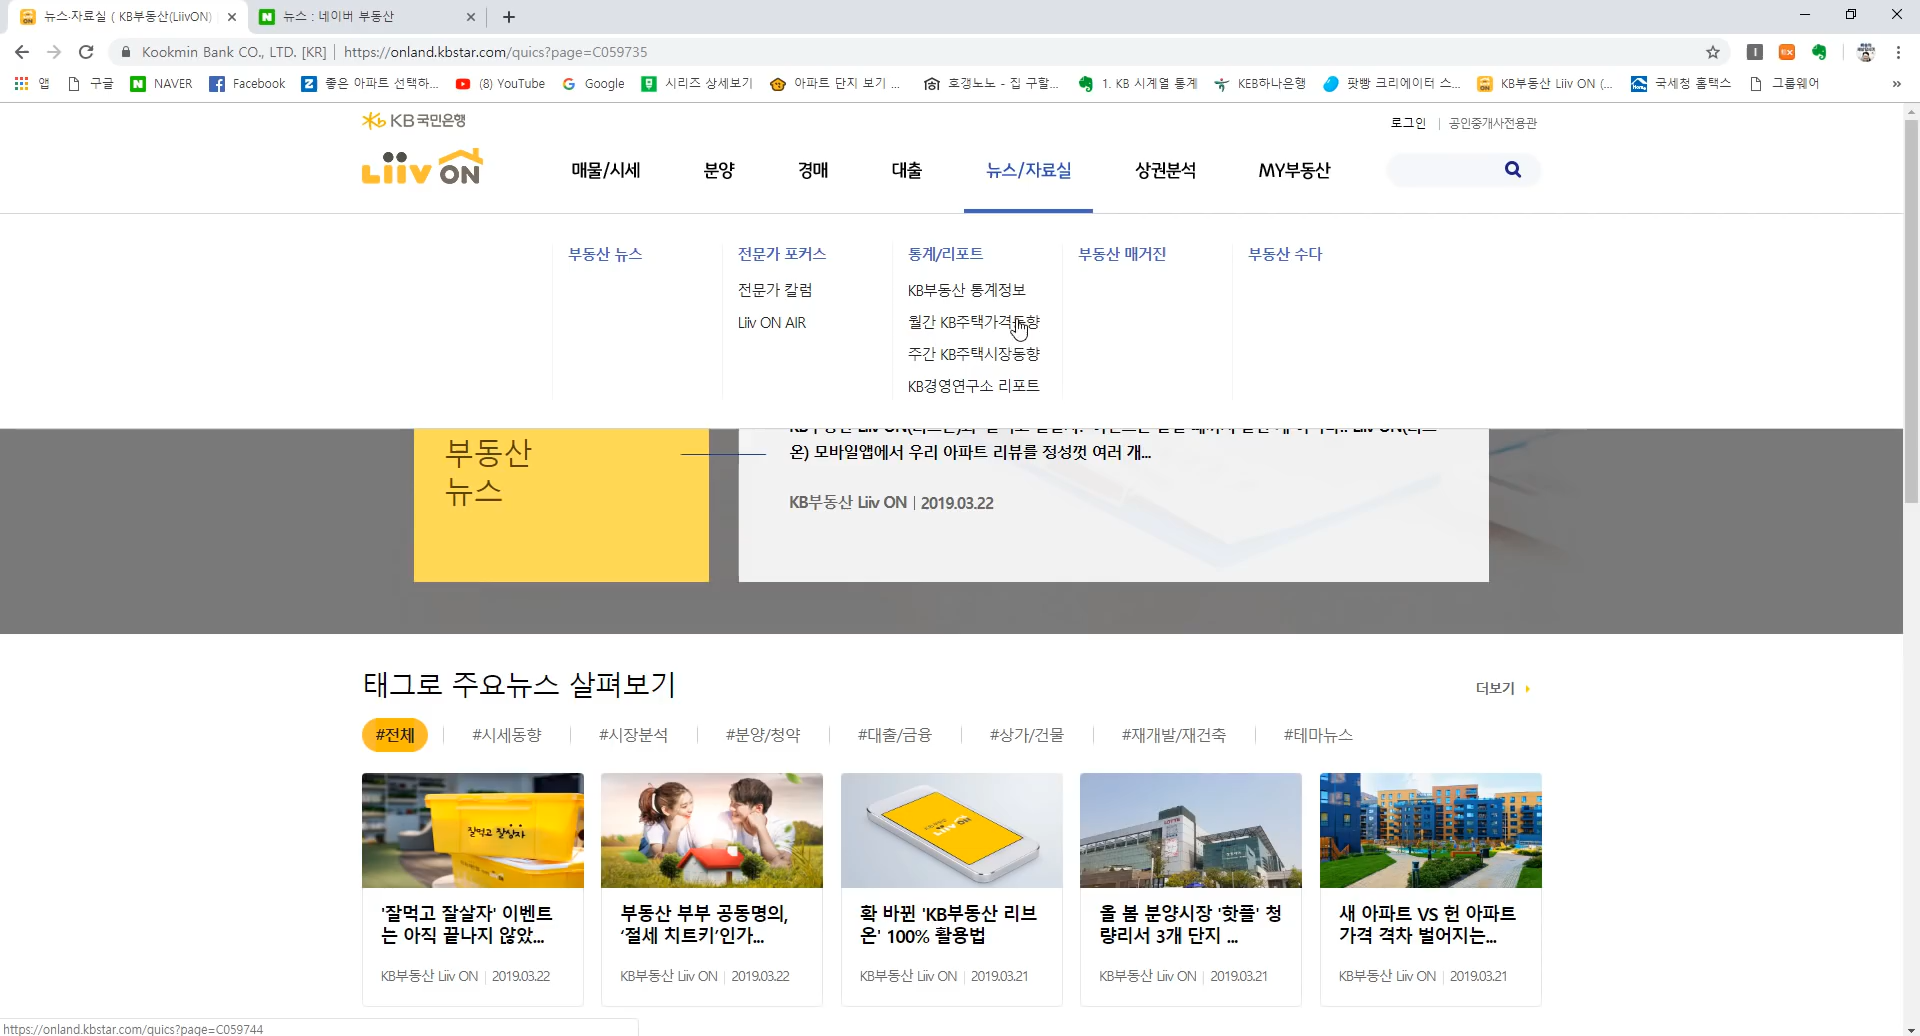 뉴스·자료실 ( KB부동산(LiivON)
뉴스 : 네이버 부동산
Kookmin Bank CO., LTD. [KR] | https://onland.kbstar.com/quics?page=C059735
앱 구글 NAVER Facebook 좋은 아파트 선택하... (8) YouTube Google 시리즈 상세보기 아파트 단지 보기 ... 호갱노노 - 집 구할... 1. KB 시계열 통계 KEB하나은행 팟빵 크리에이터 스... KB부동산 Liiv ON (... 국세청 홈택스 그룹웨어 »
KB국민은행
로그인 | 공인중개사전용관
Liiv ON
매물/시세 분양 경매 대출 뉴스/자료실 상권분석 MY부동산
부동산 뉴스 전문가 포커스 통계/리포트 부동산 매거진 부동산 수다
전문가 칼럼 KB부동산 통계정보
Liiv ON AIR 월간 KB주택가격동향
주간 KB주택시장동향
KB경영연구소 리포트
부동산
뉴스
온) 모바일앱에서 우리 아파트 리뷰를 정성껏 여러 개...
KB부동산 Liiv ON | 2019.03.22
태그로 주요뉴스 살펴보기
더보기
#전체 #시세동향 #시장분석 #분양/청약 #대출/금융 #상가/건물 #재개발/재건축 #테마뉴스
잘먹고 잘살자
Liiv ON
'잘먹고 잘살자' 이벤트
는 아직 끝나지 않았...
KB부동산 Liiv ON | 2019.03.22
부동산 부부 공동명의,
‘절세 치트키’인가...
KB부동산 Liiv ON | 2019.03.22
확 바뀐 'KB부동산 리브
온' 100% 활용법
KB부동산 Liiv ON | 2019.03.21
올 봄 분양시장 '핫플' 청
량리서 3개 단지 ...
KB부동산 Liiv ON | 2019.03.21
새 아파트 VS 헌 아파트
가격 격차 벌어지는...
KB부동산 Liiv ON | 2019.03.21
https://onland.kbstar.com/quics?page=C059744